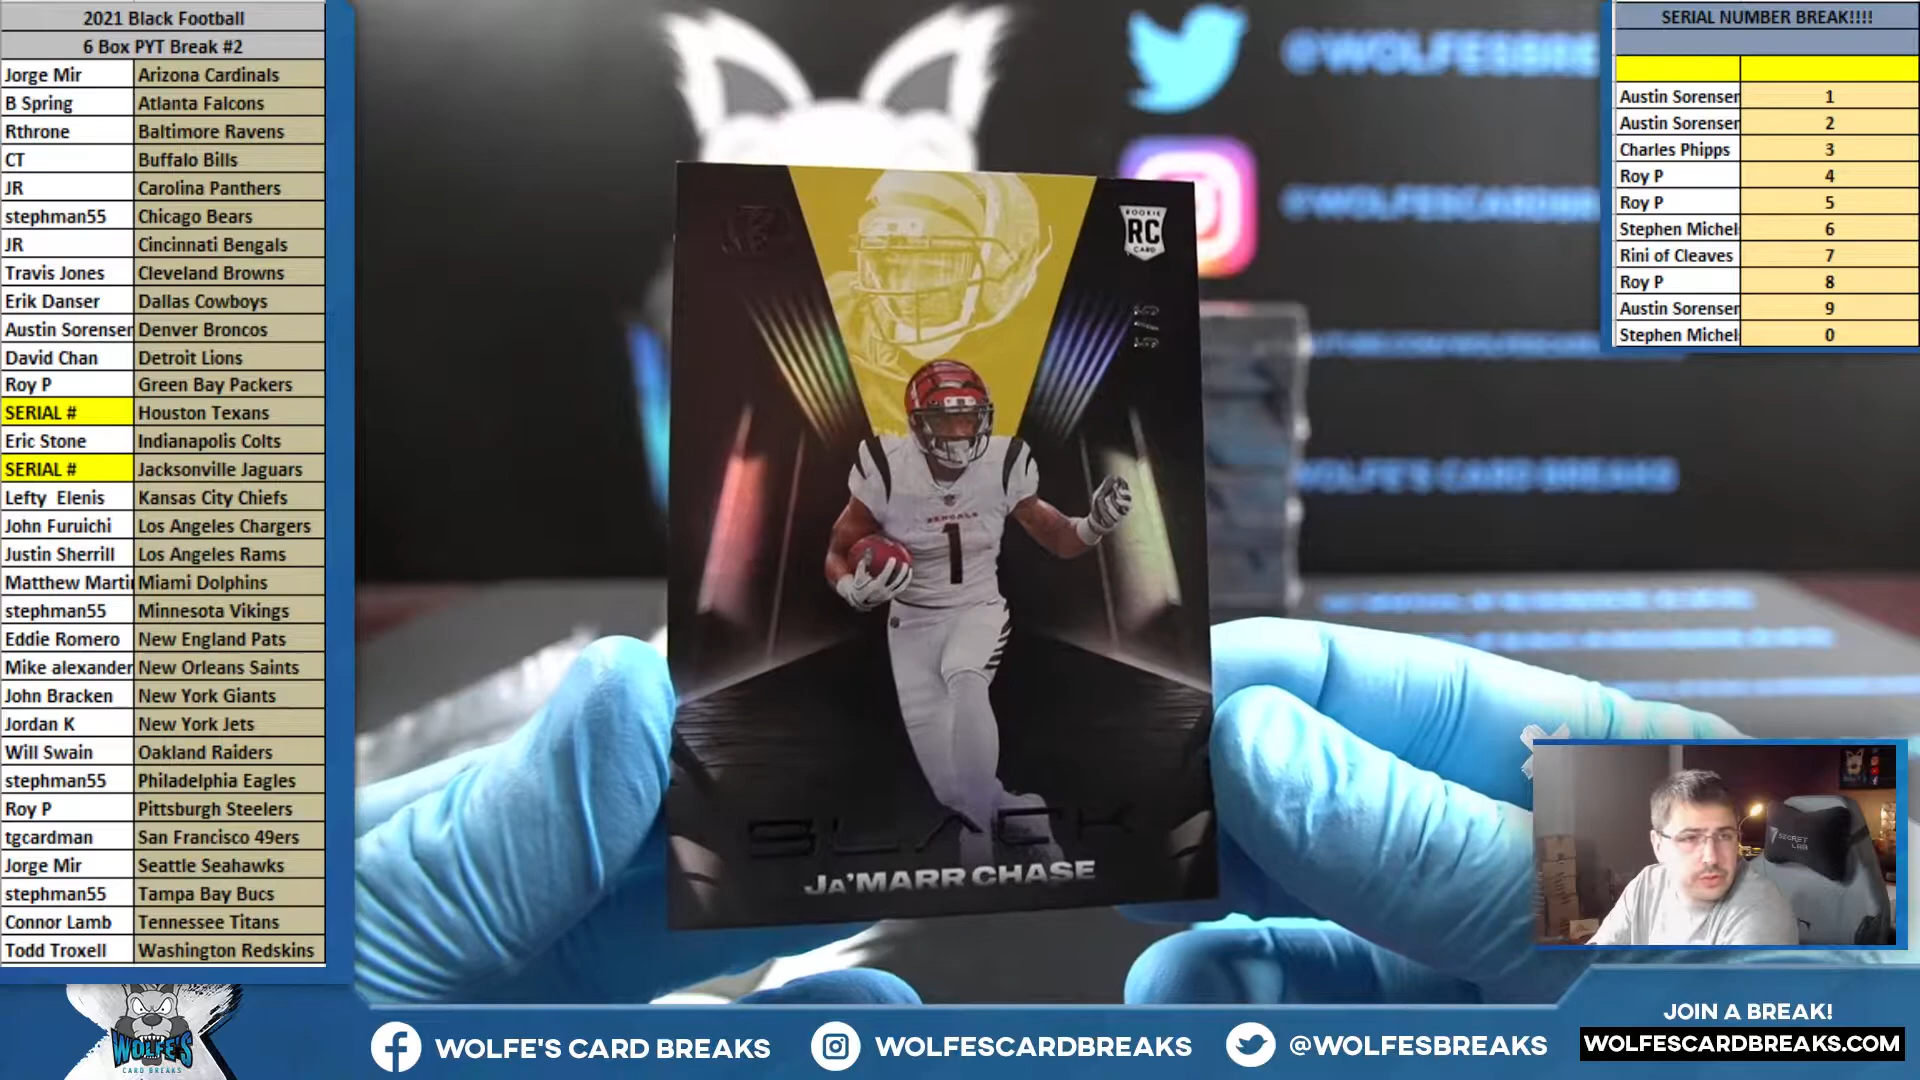 2021 Black Football
6 Box PYT Break #2
Jorge Mir Arizona Cardinals
B Spring Atlanta Falcons
Rthrone Baltimore Ravens
CT Buffalo Bills
JR Carolina Panthers
stephman55 Chicago Bears
JR Cincinnati Bengals
Travis Jones Cleveland Browns
Erik Danser Dallas Cowboys
Austin Sorenser Denver Broncos
David Chan Detroit Lions
Roy P Green Bay Packers
SERIAL # Houston Texans
Eric Stone Indianapolis Colts
SERIAL # Jacksonville Jaguars
Lefty Elenis Kansas City Chiefs
John Furuichi Los Angeles Chargers
Justin Sherrill Los Angeles Rams
Matthew Marti Miami Dolphins
stephman55 Minnesota Vikings
Eddie Romero New England Pats
Mike alexander New Orleans Saints
John Bracken New York Giants
Jordan K New York Jets
Will Swain Oakland Raiders
stephman55 Philadelphia Eagles
Roy P Pittsburgh Steelers
tgcardman San Francisco 49ers
Jorge Mir Seattle Seahawks
stephman55 Tampa Bay Bucs
Connor Lamb Tennessee Titans
Todd Troxell Washington Redskins
SERIAL NUMBER BREAK!!!!
Austin Sorenser 1
Austin Sorenser 2
Charles Phipps 3
Roy P 4
Roy P 5
Stephen Michel 6
Rini of Cleaves 7
Roy P 8
Austin Sorenser 9
Stephen Michel 0
@WOLFESBRE
@WOLFESCARDBR
WOLFE'S CARD BREAKS
ROOKIE
RC
CARD
BENGALS
1
BLACK
JA'MARR CHASE
SECRET
LAB
WOLFE'S
CARD BREAKS
WOLFE'S CARD BREAKS
WOLFESCARDBREAKS
@WOLFESBREAKS
JOIN A BREAK!
WOLFESCARDBREAKS.COM